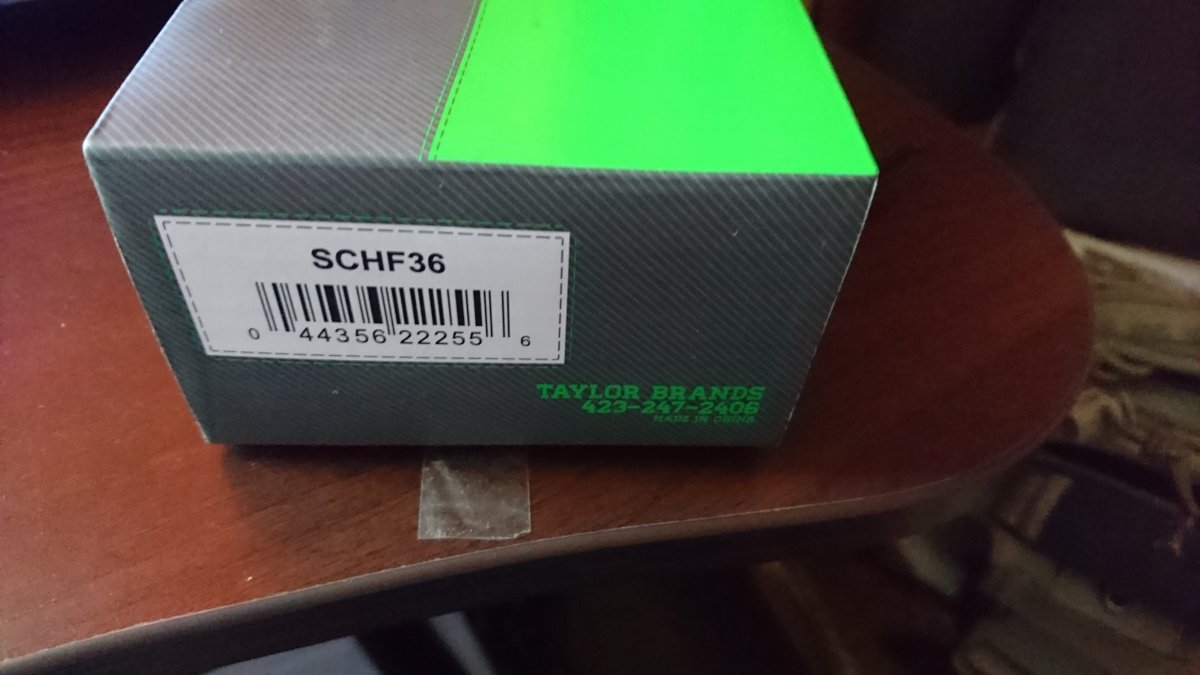 SCHF36
0 44356 22255 6
TAYLOR BRANDS
423-247-2406
MADE IN CHINA